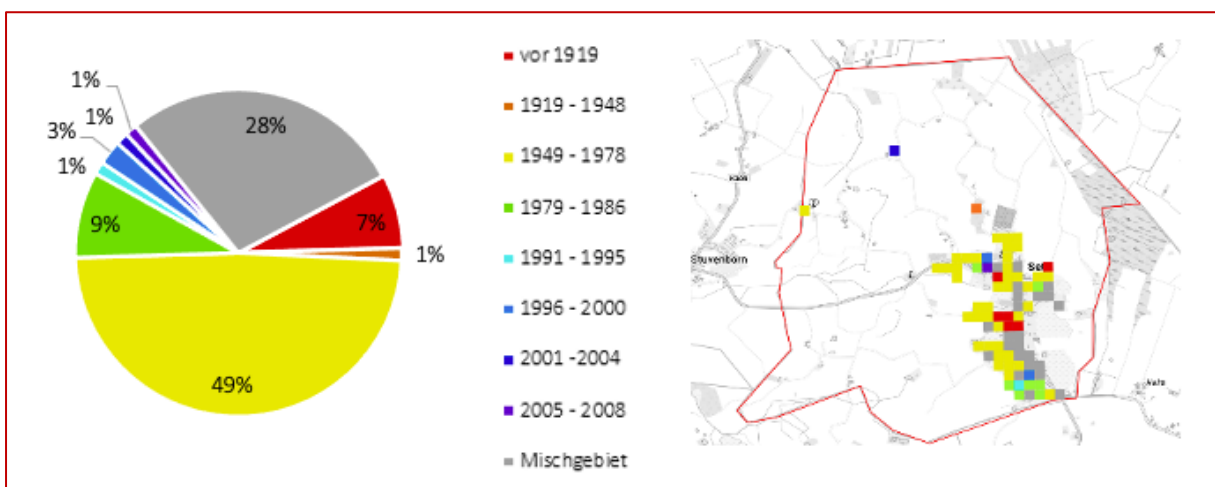 1%
1%
3%
1%
28%
9%
7%
1%
49%
vor 1919
1919 - 1948
1949 - 1978
1979 - 1986
1991 - 1995
1996 - 2000
2001 -2004
2005 - 2008
Mischgebiet
Stuvenborn